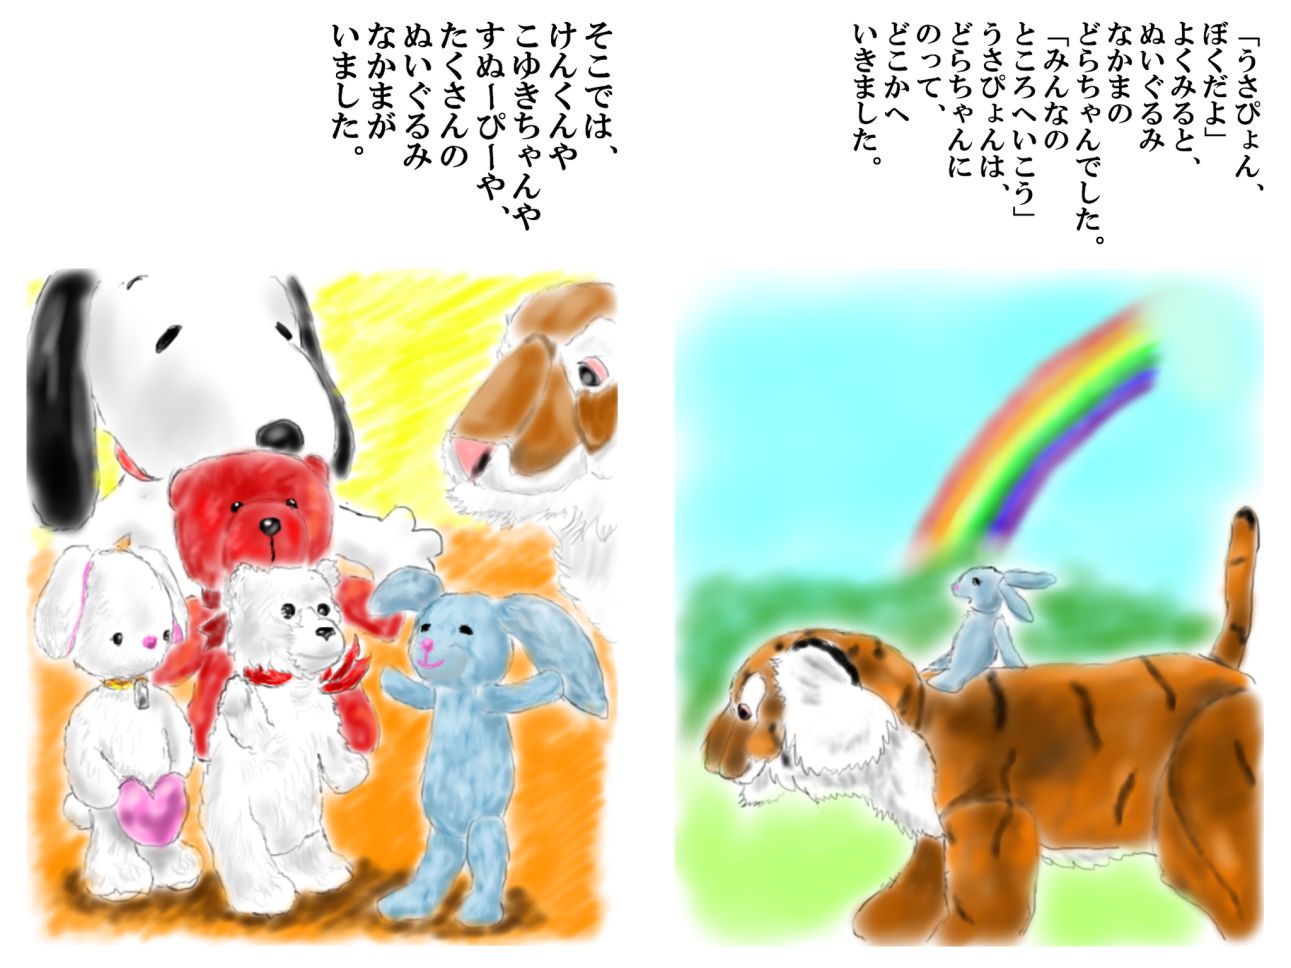 「うさぴょん、
ぼくだよ」
よくみると、
ぬいぐるみ
なかまの
どらちゃんでした。
「みんなの
ところへいこう」
うさぴょんは、
どらちゃんに
のって、
どこかへ
いきました。
そこでは、
けんくんや
こゆきちゃんや
すぬーぴーや、
たくさんの
ぬいぐるみ
なかまが
いました。